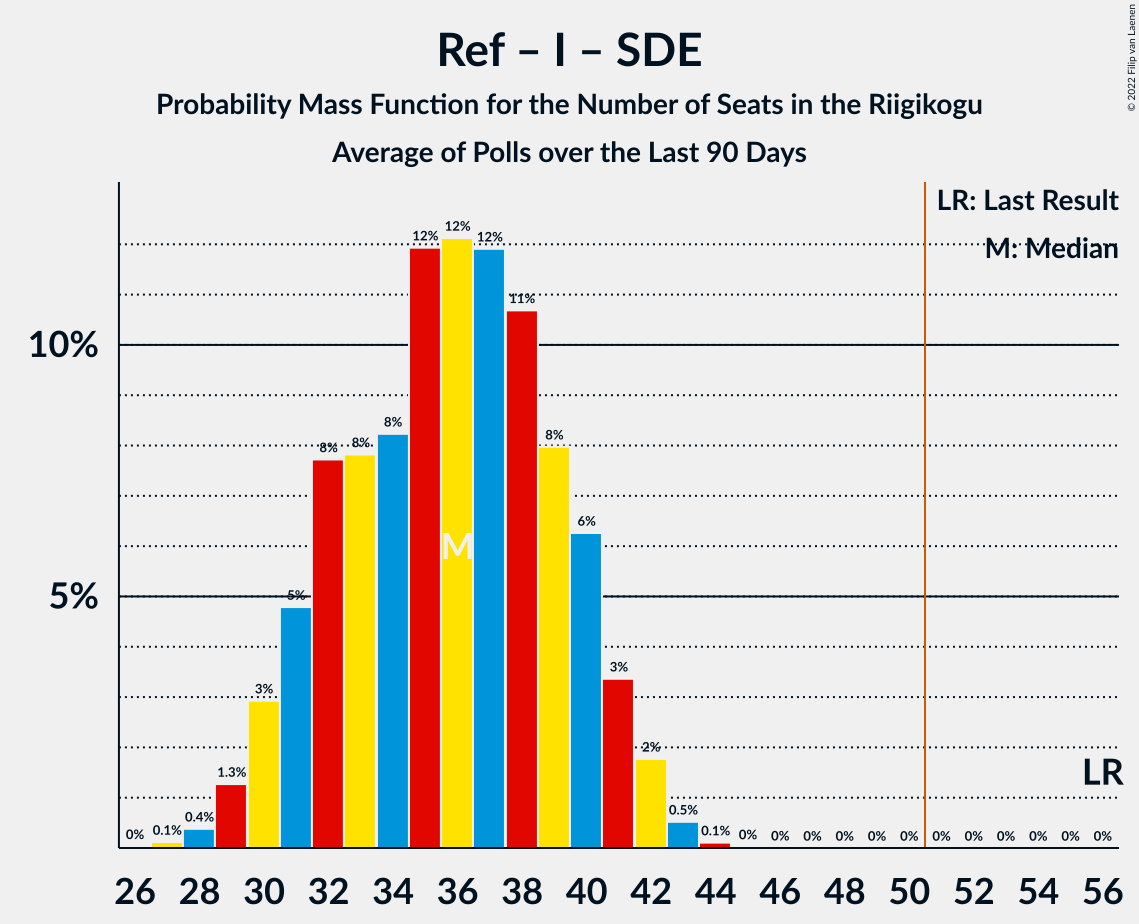 Ref – I – SDE
Probability Mass Function for the Number of Seats in the Riigikogu
Average of Polls over the Last 90 Days
© 2022 Filip van Laenen
LR: Last Result
M: Median
10%
5%
0% 0.1% 0.4% 1.3% 3% 5% 8% 8% 8% 12% 12% 12% 11% 8% 6% 3% 2% 0.5% 0.1% 0% 0% 0% 0% 0% 0% 0% 0% 0% 0% 0% 0%
M
LR
26 28 30 32 34 36 38 40 42 44 46 48 50 52 54 56